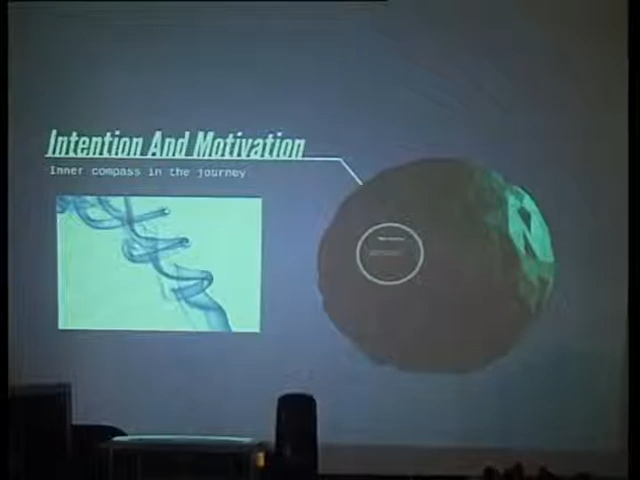 Intention And Motivation
Inner compass in the journey
N